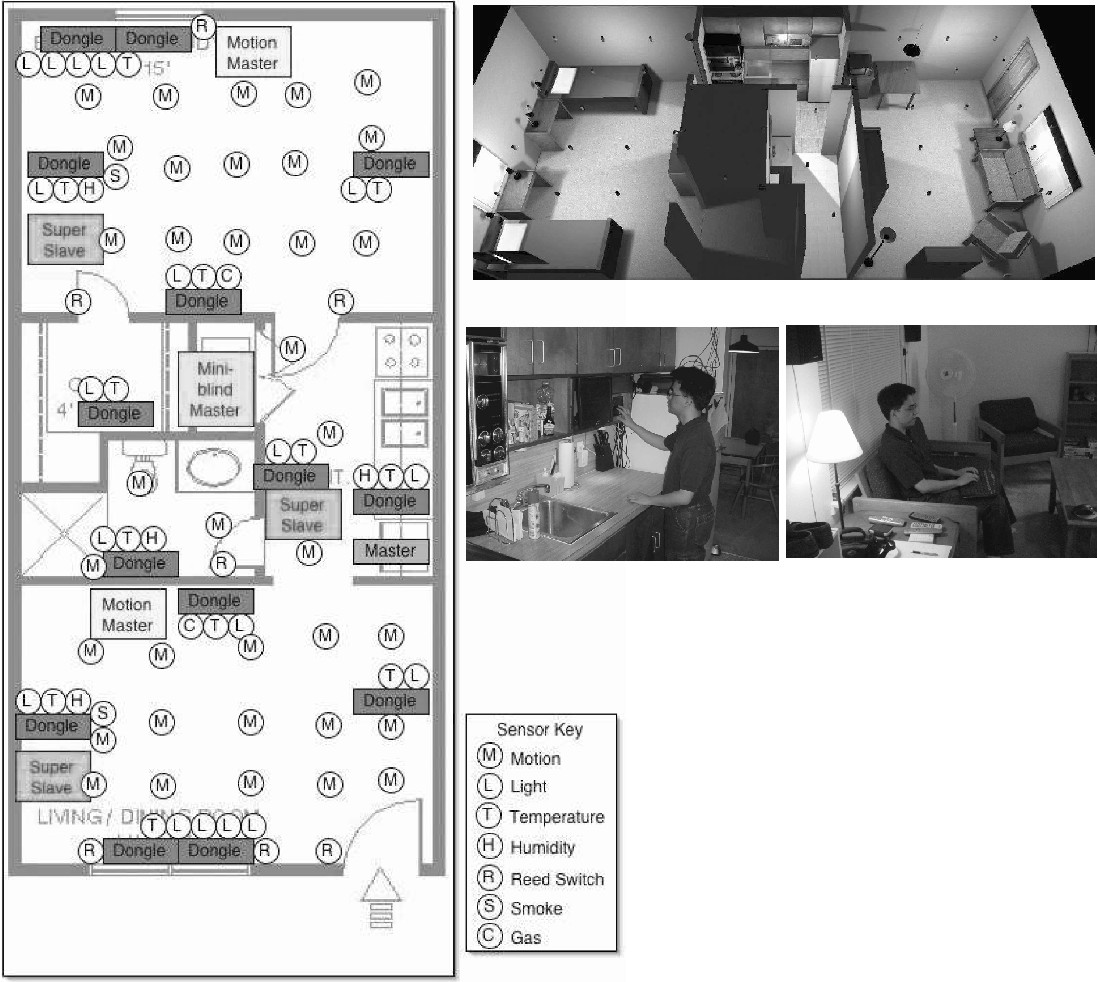 R
Dongle Dongle
Motion
Master
L L L L T
15'
M M M M M
M M
Dongle S M M M Dongle
L T H L T
Super
Slave
M M M M M
L T C
R Dongle R
M
Mini-
blind
Master
L T
4' Dongle
M
L T
M Dongle H T L
Super
Slave
Dongle
M
L T H
M Dongle R M Master
Motion
Master
Dongle
C T L
M M M M M
T L
L T H
Dongle S M M M Dongle
M M
Super
Slave
M M M M M
LIVING / DINING ROOM
T L L L L
R Dongle Dongle R R
Sensor Key
M Motion
L Light
T Temperature
H Humidity
R Reed Switch
S Smoke
C Gas